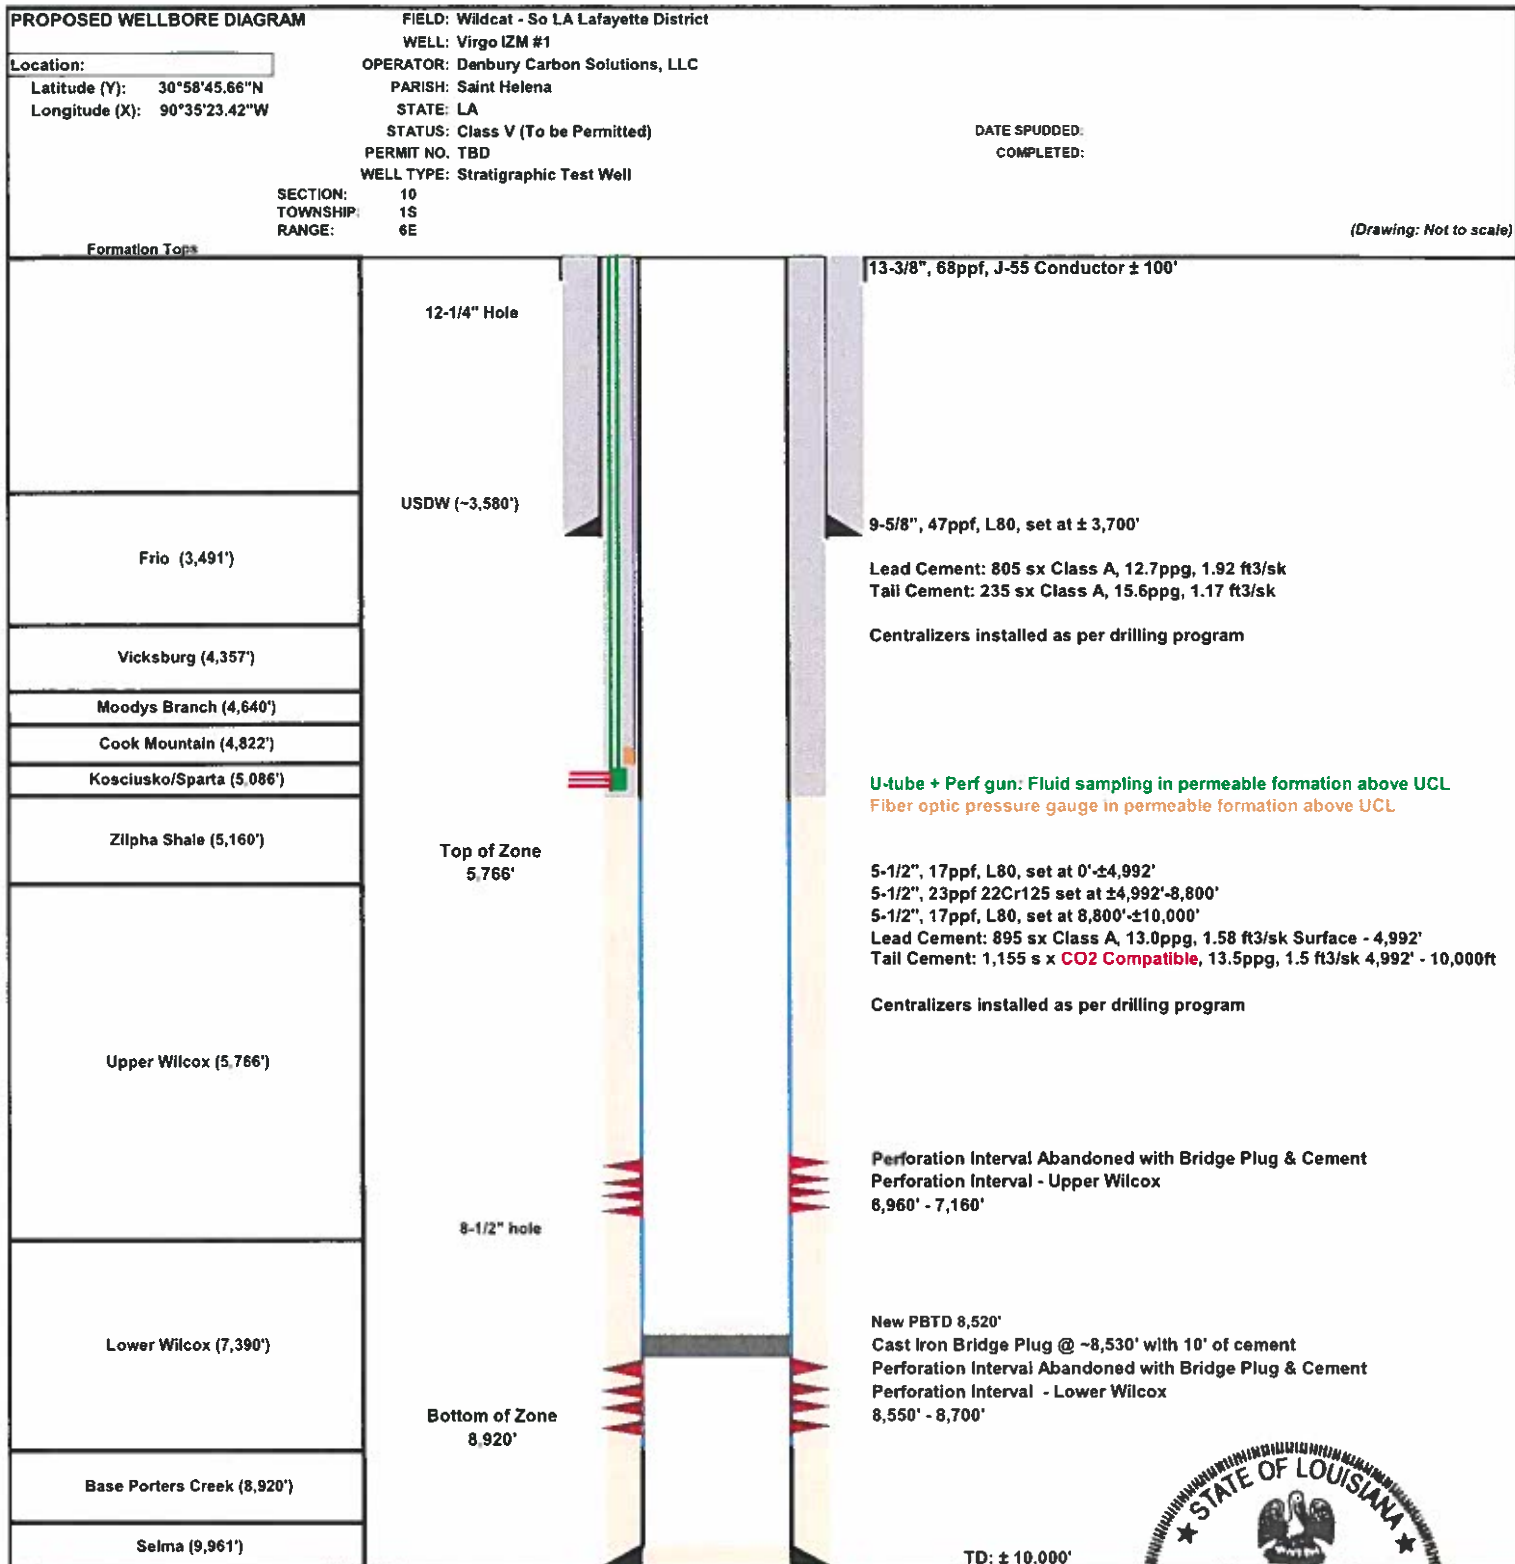 PROPOSED WELLBORE DIAGRAM
FIELD: Wildcat - So LA Lafayette District
WELL: Virgo IZM #1
Location:
OPERATOR: Denbury Carbon Solutions, LLC
Latitude (Y): 30°58'45.66"N
PARISH: Saint Helena
Longitude (X): 90°35'23.42"W
STATE: LA
STATUS: Class V (To be Permitted)
DATE SPUDDED:
PERMIT NO. TBD
COMPLETED:
WELL TYPE: Stratigraphic Test Well
SECTION: 10
TOWNSHIP: 1S
RANGE: 6E
(Drawing: Not to scale)
Formation Tops
13-3/8", 68ppf, J-55 Conductor ± 100'
12-1/4" Hole
USDW (~3,580')
9-5/8", 47ppf, L80, set at ± 3,700'
Frio (3,491')
Lead Cement: 805 sx Class A, 12.7ppg, 1.92 ft3/sk
Tail Cement: 235 sx Class A, 15.6ppg, 1.17 ft3/sk
Centralizers installed as per drilling program
Vicksburg (4,357')
Moodys Branch (4,640')
Cook Mountain (4,822')
Kosciusko/Sparta (5,086')
U-tube + Perf gun: Fluid sampling in permeable formation above UCL
Fiber optic pressure gauge in permeable formation above UCL
Zilpha Shale (5,160')
Top of Zone
5,766'
5-1/2", 17ppf, L80, set at 0'-±4,992'
5-1/2", 23ppf 22Cr125 set at ±4,992'-8,800'
5-1/2", 17ppf, L80, set at 8,800'-±10,000'
Lead Cement: 895 sx Class A, 13.0ppg, 1.58 ft3/sk Surface - 4,992'
Tail Cement: 1,155 s x CO2 Compatible, 13.5ppg, 1.5 ft3/sk 4,992' - 10,000ft
Centralizers installed as per drilling program
Upper Wilcox (5,766')
Perforation Interval Abandoned with Bridge Plug & Cement
Perforation Interval - Upper Wilcox
6,960' - 7,160'
8-1/2" hole
New PBTD 8,520'
Lower Wilcox (7,390')
Cast Iron Bridge Plug @ ~8,530' with 10' of cement
Perforation Interval Abandoned with Bridge Plug & Cement
Perforation Interval - Lower Wilcox
8,550' - 8,700'
Bottom of Zone
8,920'
Base Porters Creek (8,920')
STATE OF LOUISIANA
Selma (9,961')
TD: ± 10,000'